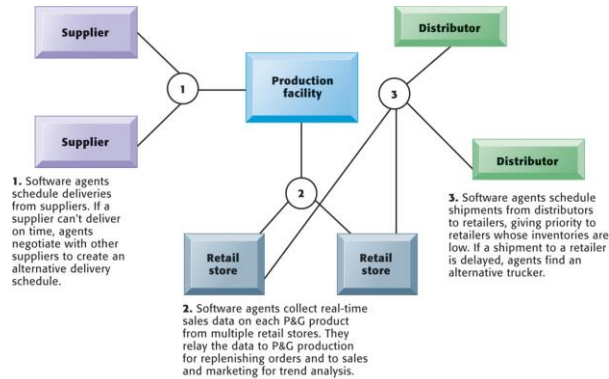 Supplier
Distributor
Production
facility
1
3
Supplier
Distributor
1. Software agents
schedule deliveries
from suppliers. If a
supplier can't deliver
on time, agents
negotiate with other
suppliers to create an
alternative delivery
schedule.
2
3. Software agents schedule
shipments from distributors
to retailers, giving priority to
retailers whose inventories are
low. If a shipment to a retailer
is delayed, agents find an
alternative trucker.
Retail
store
Retail
store
2. Software agents collect real-time
sales data on each P&G product
from multiple retail stores. They
relay the data to P&G production
for replenishing orders and to sales
and marketing for trend analysis.